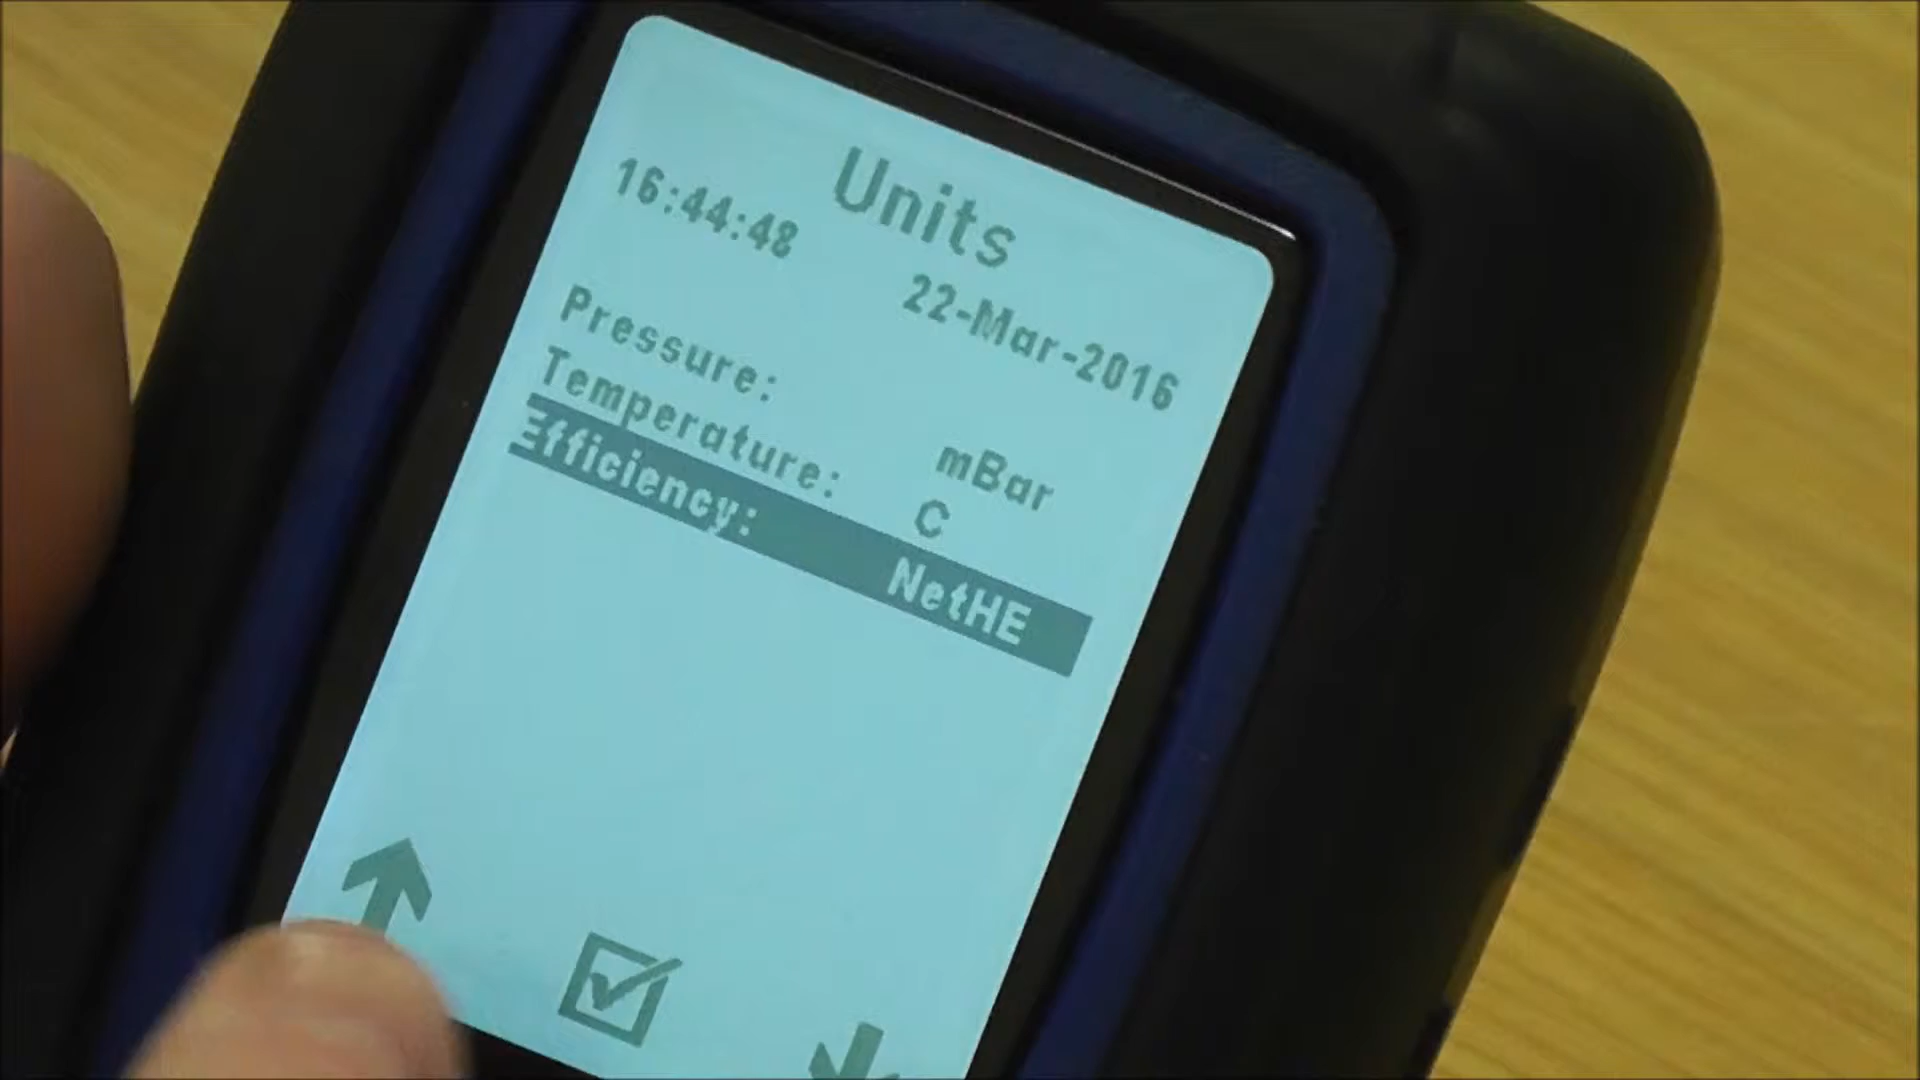 Units
16:44:48 22-Mar-2016
Pressure: mBar
Temperature: C
Efficiency: NetHE